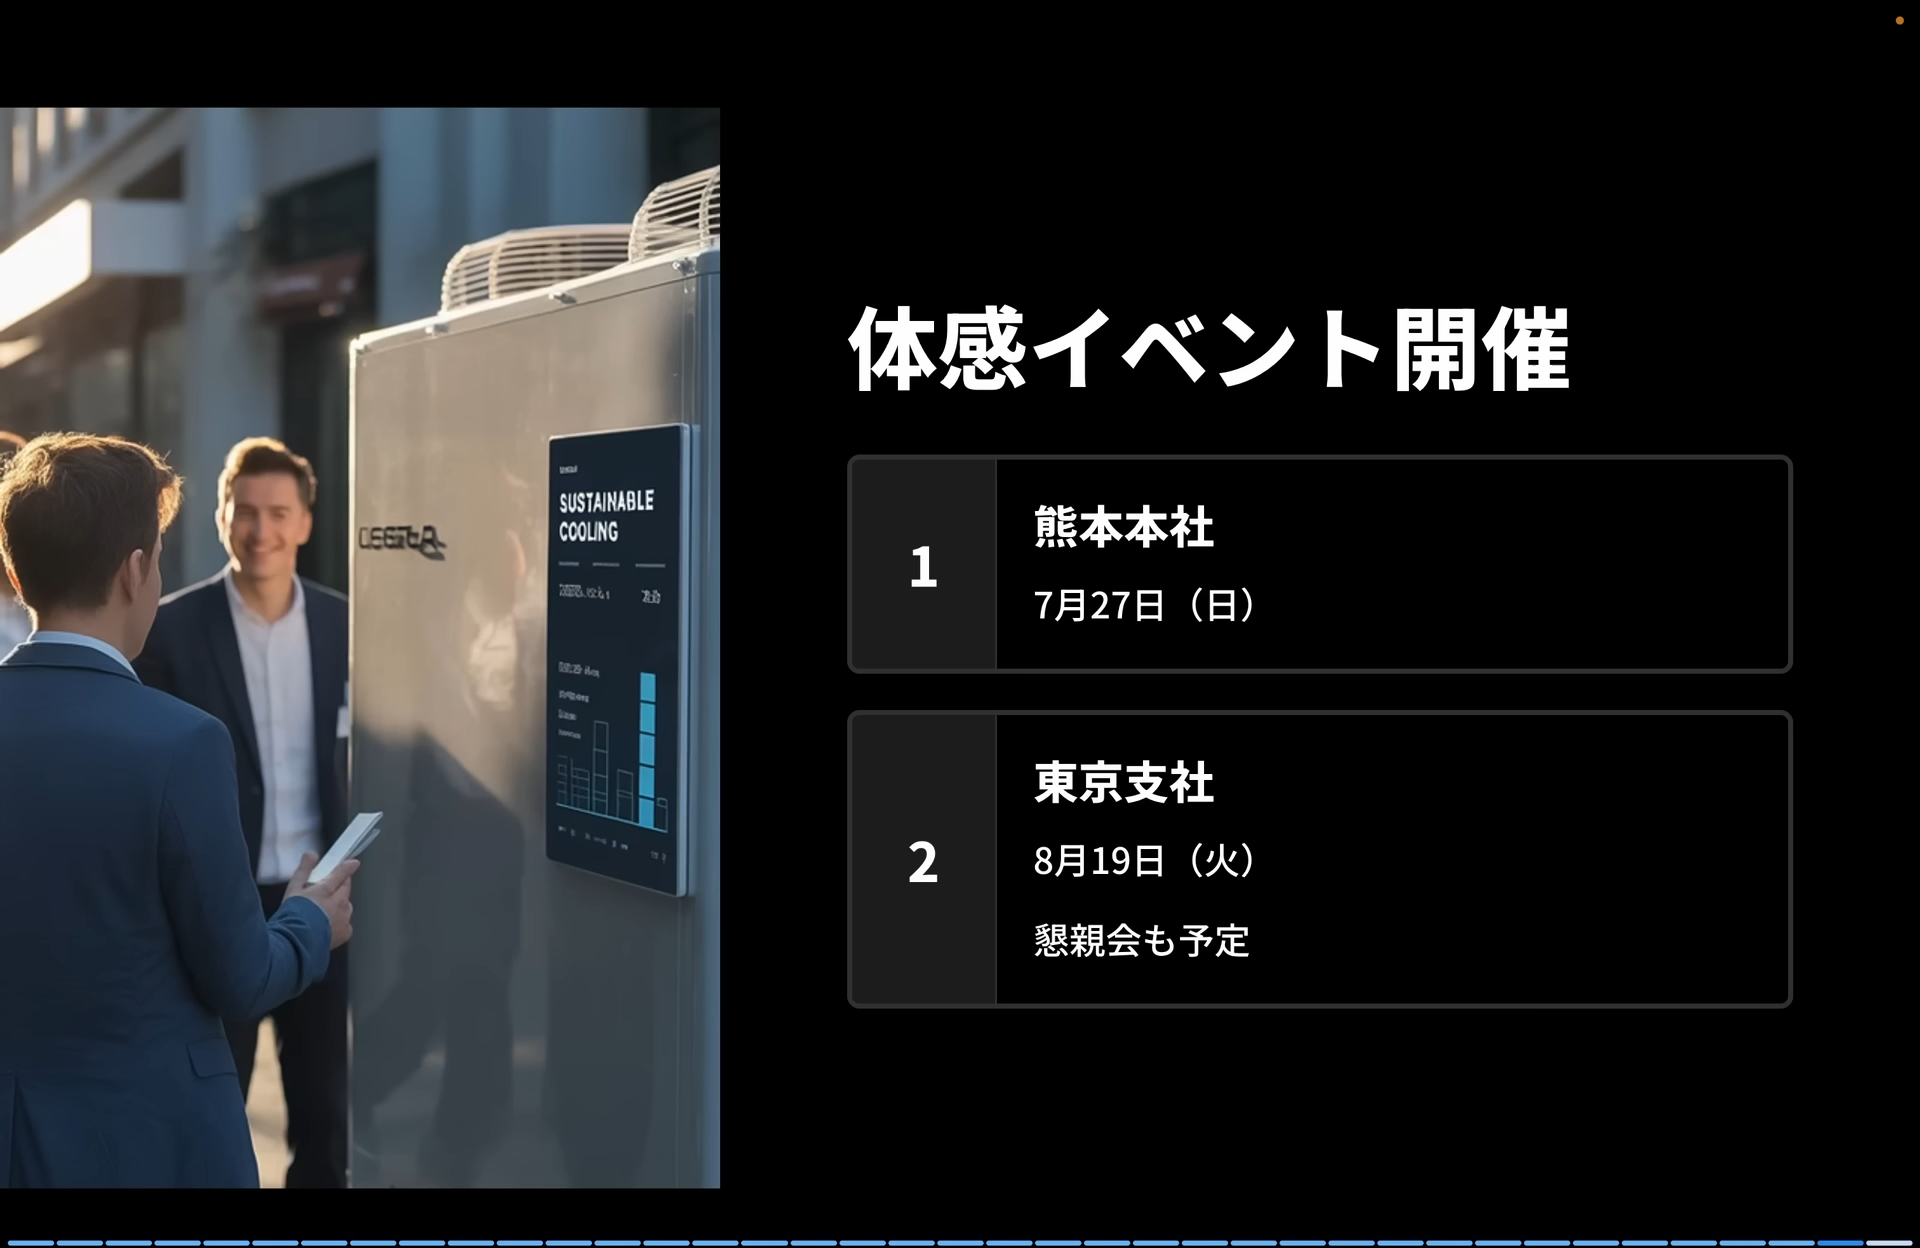 体感イベント開催
1
熊本本社
7月27日（日）
2
東京支社
8月19日（火）
懇親会も予定
SUSTAINABLE
COOLING